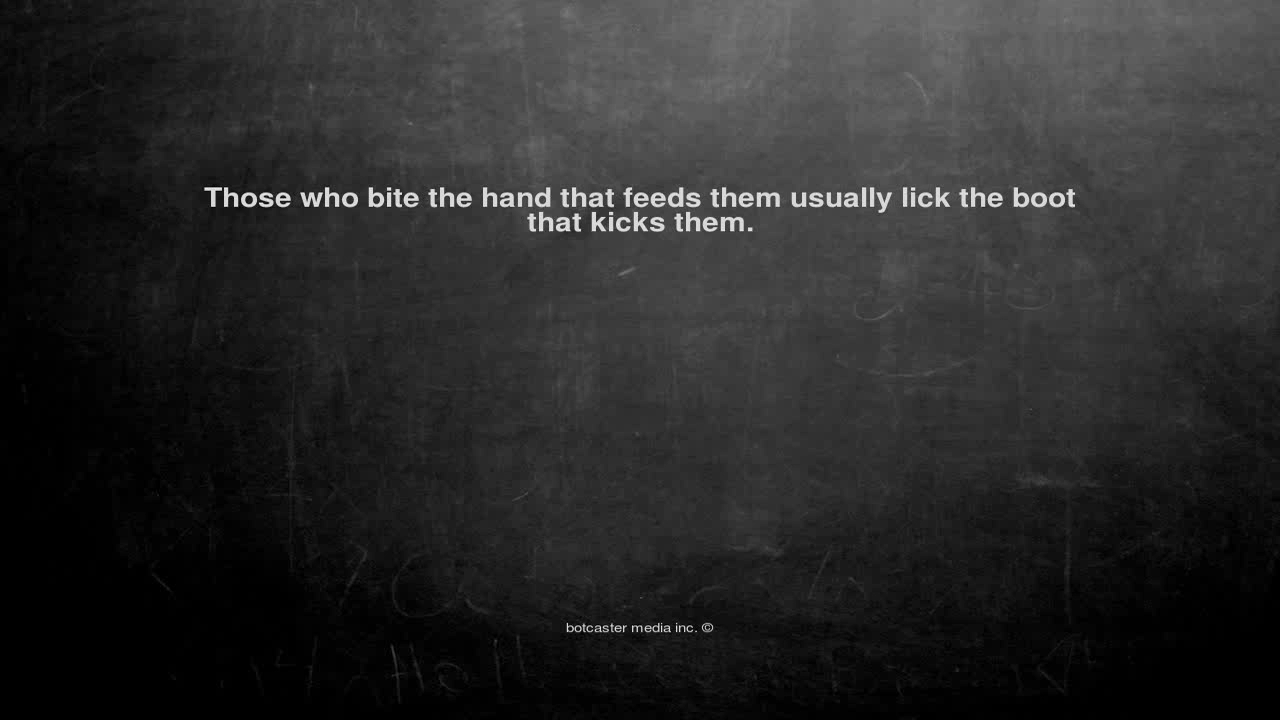 Those who bite the hand that feeds them usually lick the boot
that kicks them.
botcaster media inc. ©